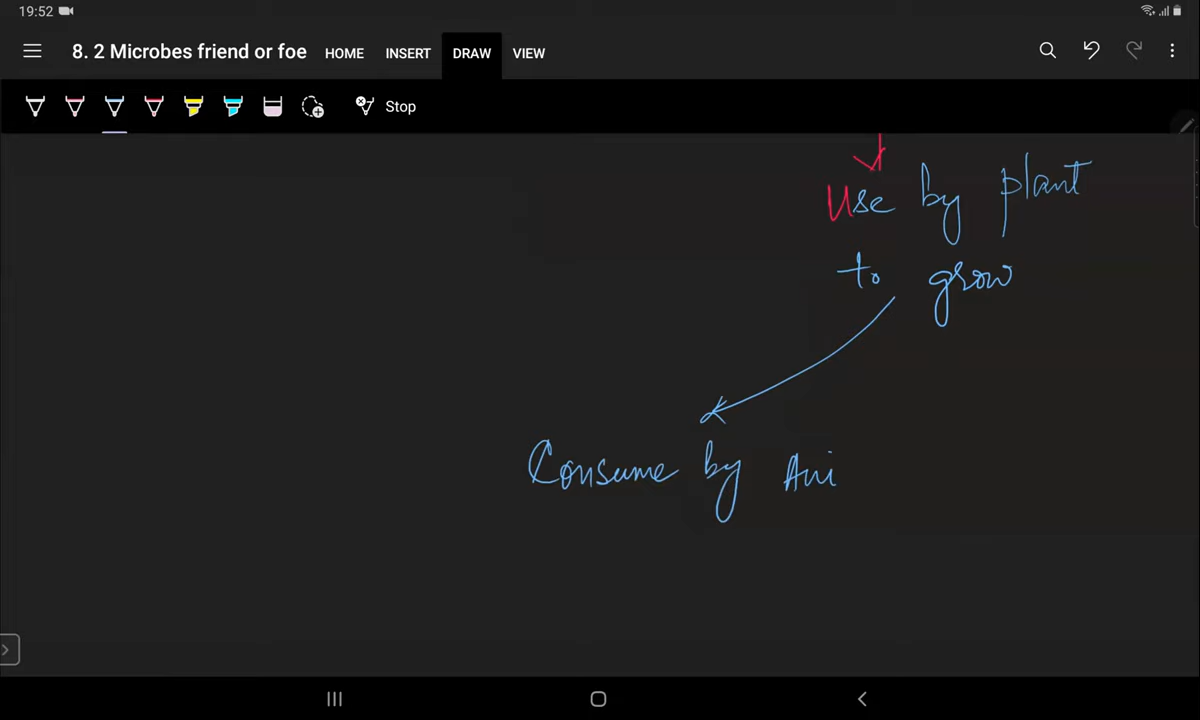 19:52
8. 2 Microbes friend or foe HOME INSERT DRAW VIEW
Stop
Use by plant
to grow
Consume by Ani